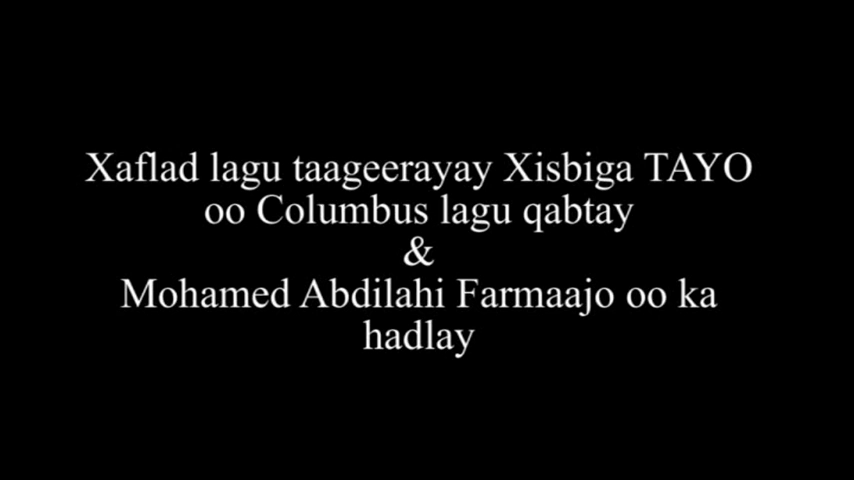 Xaflad lagu taageerayay Xisbiga TAYO
oo Columbus lagu qabtay
&
Mohamed Abdilahi Farmaajo oo ka
hadlay